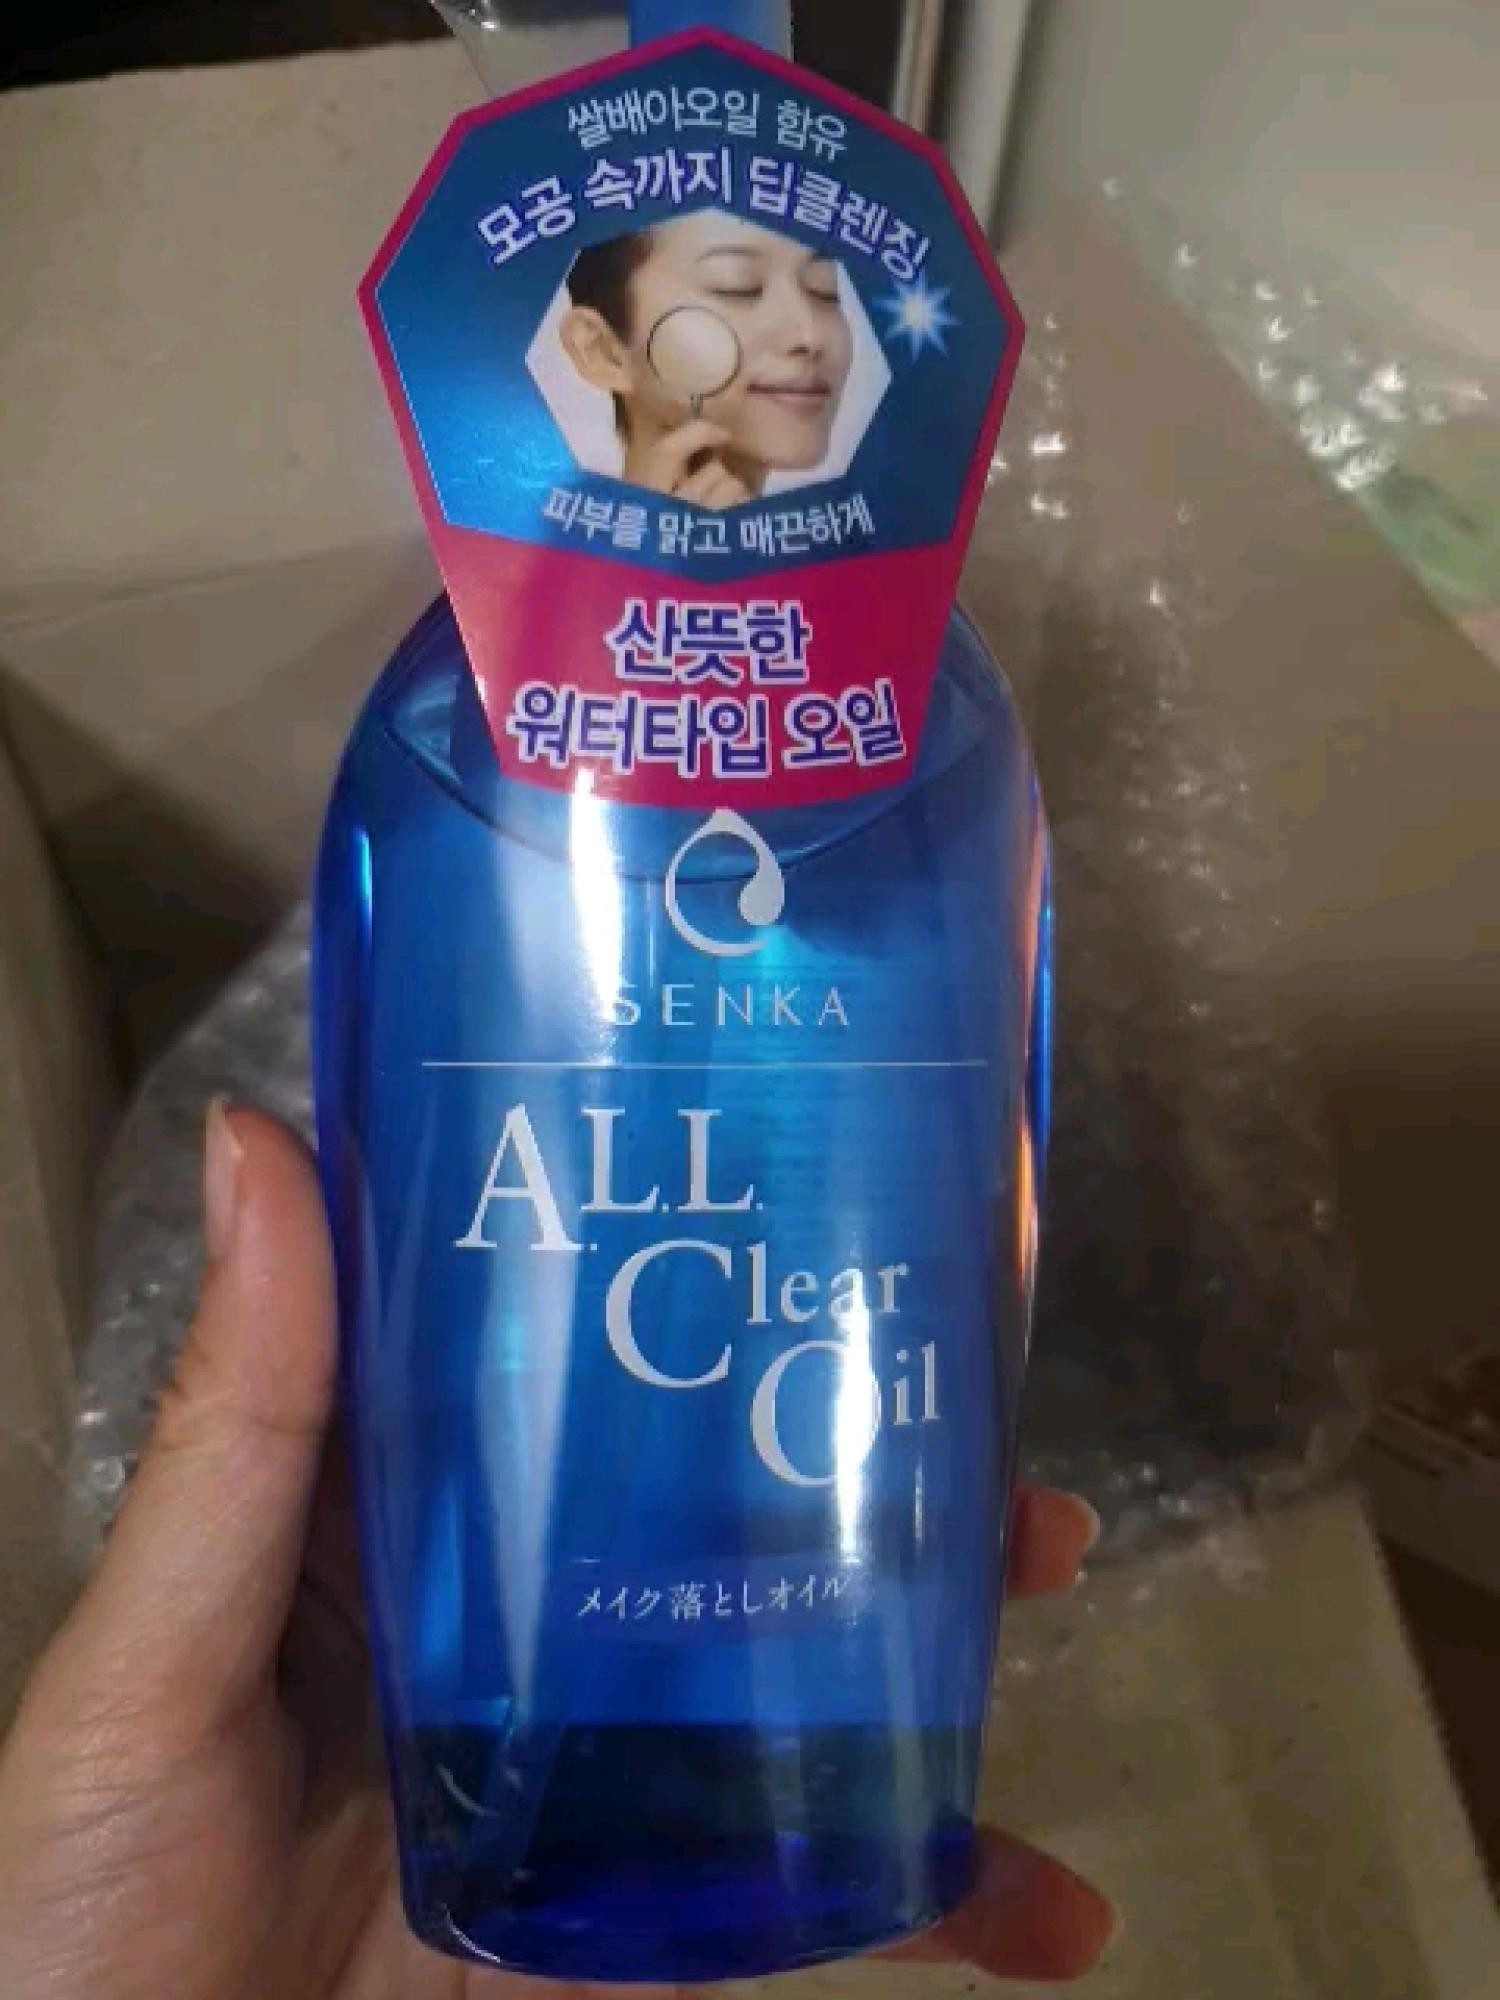 쌀배아오일 함유
모공 속까지 딥클렌징
피부를 맑고 매끈하게
산뜻한
워터타입 오일
SENKA
A.L.L.
Clear
Oil
メイク落としオイル